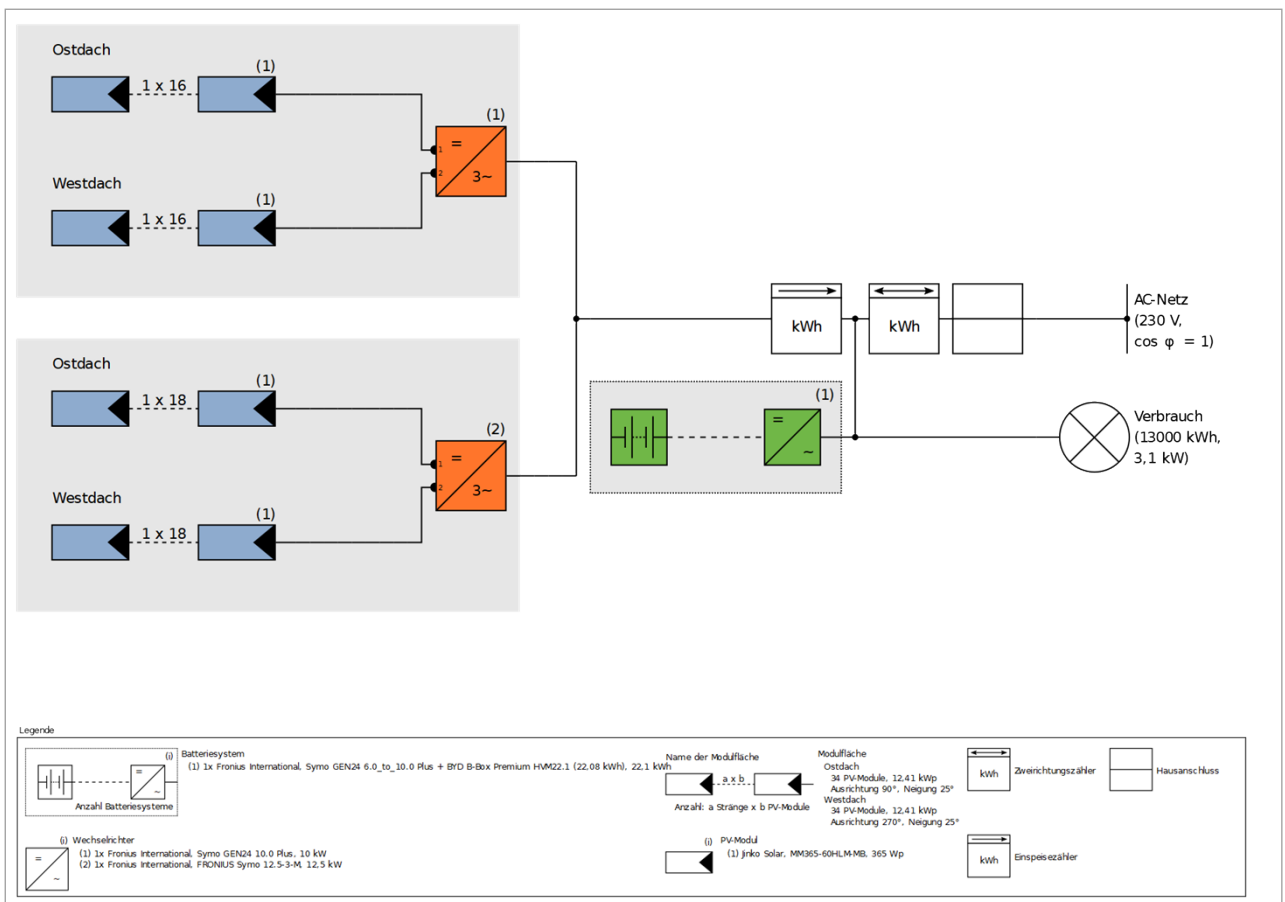 Ostdach
1 x 16
(1)
(1)
1
=
2
3~
Westdach
1 x 16
(1)
Ostdach
1 x 18
(1)
(2)
1
=
2
3~
Westdach
1 x 18
(1)
kWh
kWh
AC-Netz
(230 V,
cos φ = 1)
(1)
=
~
Verbrauch
(13000 kWh,
3,1 kW)
Legende
(i)
=
~
Anzahl Batteriesysteme
Batteriesystem
(1) 1x Fronius International, Symo GEN24 6.0_to_10.0 Plus + BYD B-Box Premium HVM22.1 (22,08 kWh), 22,1 kWh
(i) Wechselrichter
=
~
(1) 1x Fronius International, Symo GEN24 10.0 Plus, 10 kW
(2) 1x Fronius International, FRONIUS Symo 12.5-3-M, 12,5 kW
Name der Modulfläche
a x b
Anzahl: a Stränge x b PV-Module
Modulfläche
Ostdach
34 PV-Module, 12,41 kWp
Ausrichtung 90°, Neigung 25°
Westdach
34 PV-Module, 12,41 kWp
Ausrichtung 270°, Neigung 25°
(i) PV-Modul
(1) Jinko Solar, MM365-60HLM-MB, 365 Wp
kWh
Zweirichtungszähler
Hausanschluss
kWh
Einspeisezähler